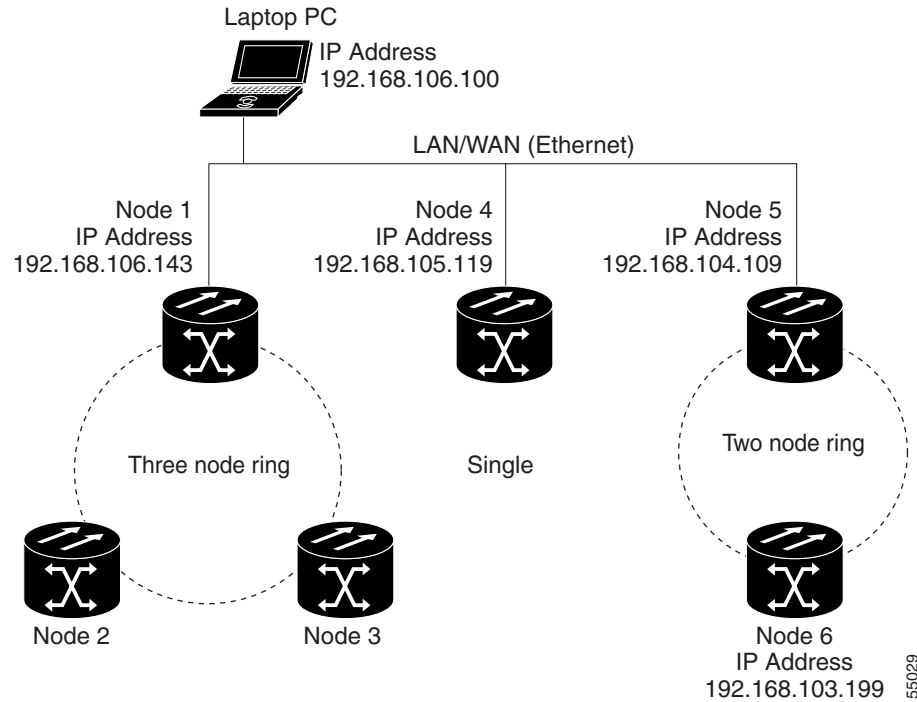 Laptop PC
IP Address
192.168.106.100
LAN/WAN (Ethernet)
Node 1
IP Address
192.168.106.143
Node 4
IP Address
192.168.105.119
Node 5
IP Address
192.168.104.109
Three node ring
Single
Two node ring
Node 2
Node 3
Node 6
IP Address
192.168.103.199
55029